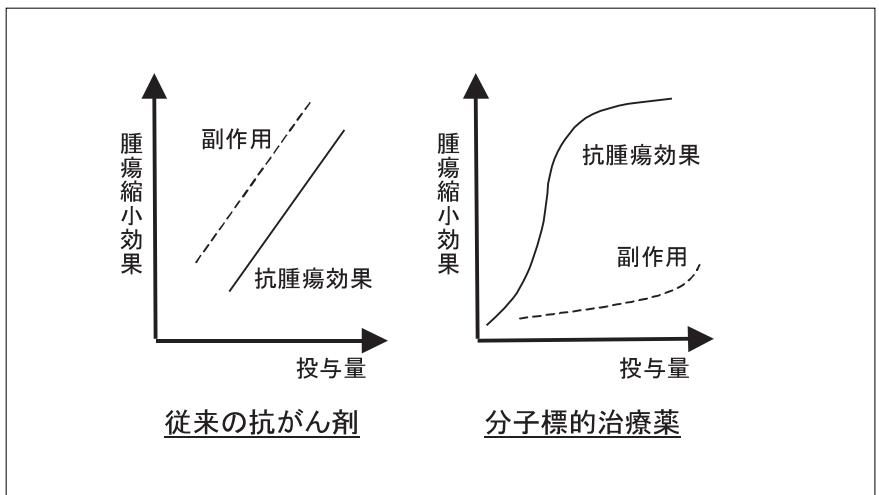 副作用
腫瘍縮小効果
抗腫瘍効果
投与量
従来の抗がん剤
腫瘍縮小効果
抗腫瘍効果
副作用
投与量
分子標的治療薬